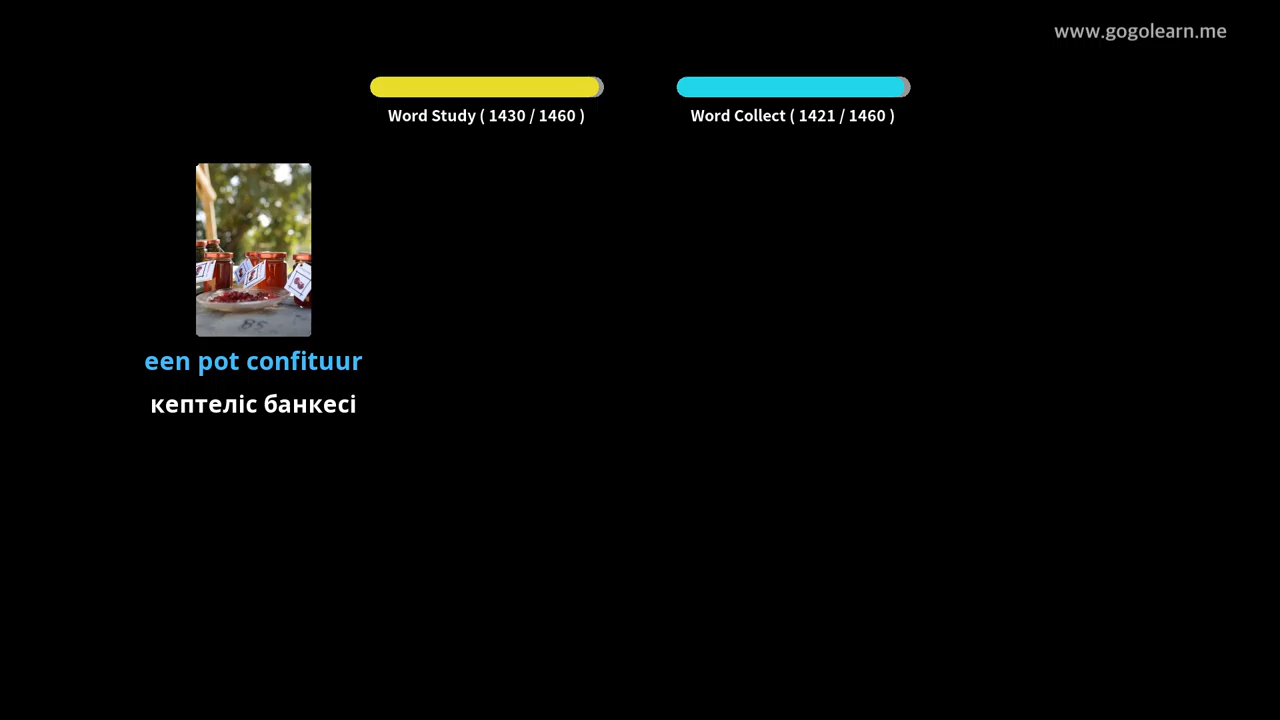 www.gogolearn.me
Word Study ( 1430 / 1460 )
Word Collect ( 1421 / 1460 )
een pot confituur
кептеліс банкесі